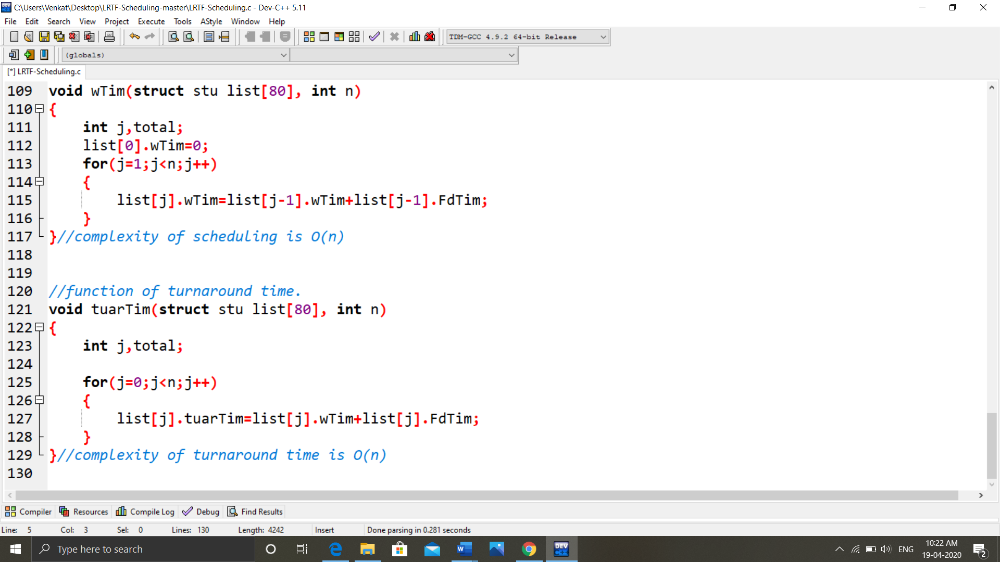 C:\Users\Venkat\Desktop\LRTF-Scheduling-master\LRTF-Scheduling.c - Dev-C++ 5.11
File Edit Search View Project Execute Tools AStyle Window Help
TDM-GCC 4.9.2 64-bit Release
(globals)
[*] LRTF-Scheduling.c
109 void wTim(struct stu list[80], int n)
110 {
111     int j,total;
112     list[0].wTim=0;
113     for(j=1;j<n;j++)
114     {
115         list[j].wTim=list[j-1].wTim+list[j-1].FdTim;
116     }
117 }//complexity of scheduling is O(n)
118
119
120 //function of turnaround time.
121 void tuarTim(struct stu list[80], int n)
122 {
123     int j,total;
124
125     for(j=0;j<n;j++)
126     {
127         list[j].tuarTim=list[j].wTim+list[j].FdTim;
128     }
129 }//complexity of turnaround time is O(n)
130
Compiler Resources Compile Log Debug Find Results
Line: 5 Col: 3 Sel: 0 Lines: 130 Length: 4242 Insert Done parsing in 0.281 seconds
Type here to search
W
DEV C++
ENG
10:22 AM
19-04-2020
2